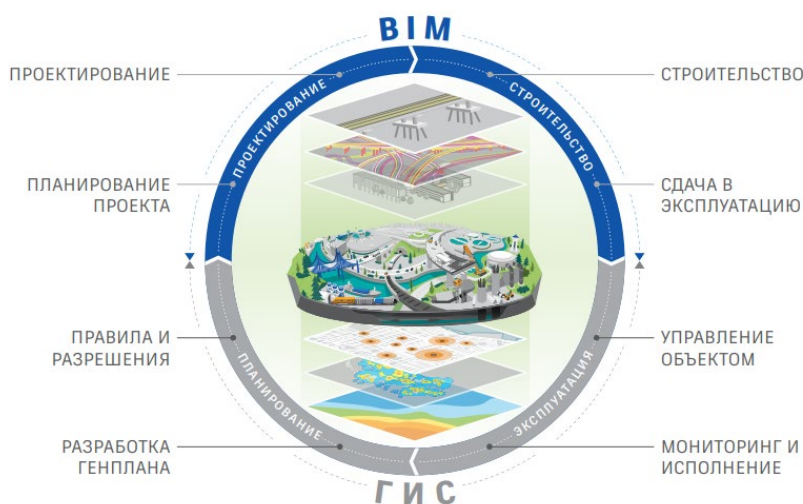 BIM
ПРОЕКТИРОВАНИЕ
СТРОИТЕЛЬСТВО
ПРОЕКТИРОВАНИЕ
СТРОИТЕЛЬСТВО
ПЛАНИРОВАНИЕ
ПРОЕКТА
СДАЧА В
ЭКСПЛУАТАЦИЮ
ПРАВИЛА И
РАЗРЕШЕНИЯ
УПРАВЛЕНИЕ
ОБЪЕКТОМ
ПЛАНИРОВАНИЕ
ЭКСПЛУАТАЦИЯ
РАЗРАБОТКА
ГЕНПЛАНА
МОНИТОРИНГ И
ИСПОЛНЕНИЕ
ГИС